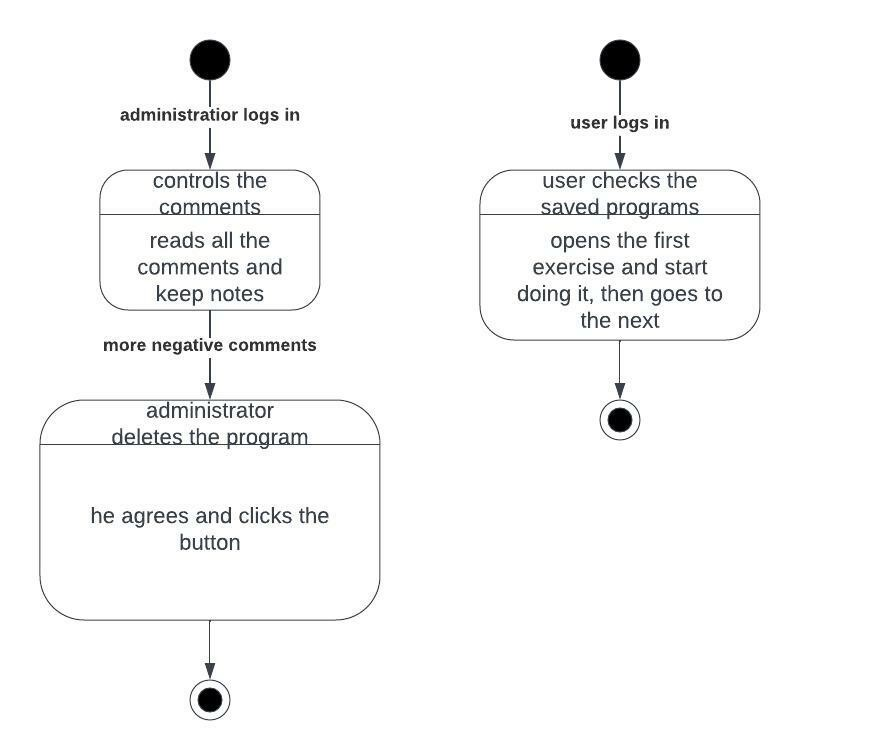 administratior logs in
controls the
comments
reads all the
comments and
keep notes
more negative comments
administrator
deletes the program
he agrees and clicks the
button
user logs in
user checks the
saved programs
opens the first
exercise and start
doing it, then goes to
the next